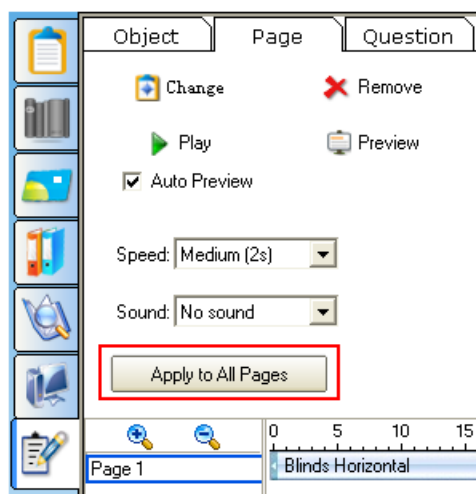 Object Page Question
Change Remove
Play Preview
Auto Preview
Speed: Medium (2s)
Sound: No sound
Apply to All Pages
0 5 10 15
Page 1 Blinds Horizontal